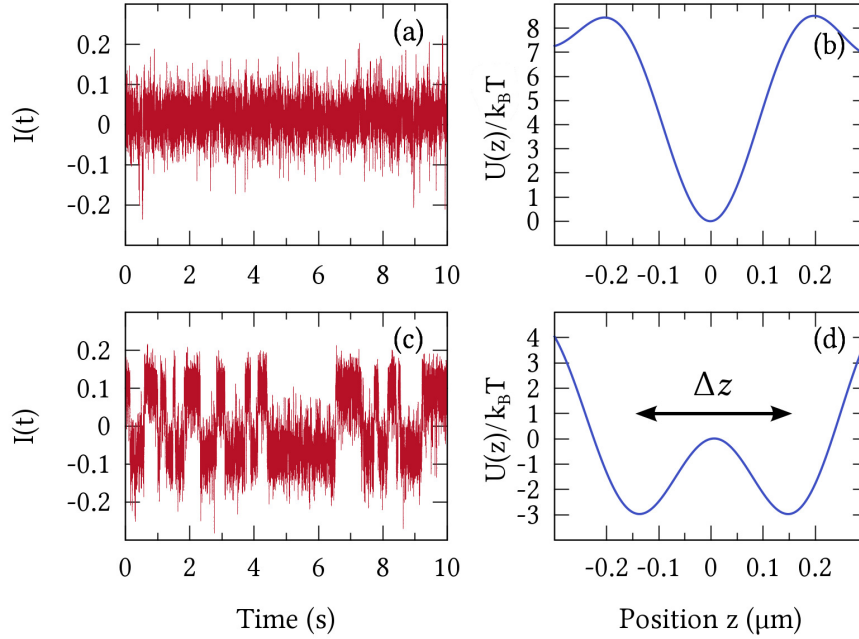 (a)
I(t)
0.2
0.1
0
-0.1
-0.2
0 2 4 6 8 10
(b)
U(z)/k_BT
8
7
6
5
4
3
2
1
0
-0.2 -0.1 0 0.1 0.2
(c)
I(t)
0.2
0.1
0
-0.1
-0.2
0 2 4 6 8 10
Time (s)
(d)
Δz
U(z)/k_BT
4
3
2
1
0
-1
-2
-3
-0.2 -0.1 0 0.1 0.2
Position z (μm)